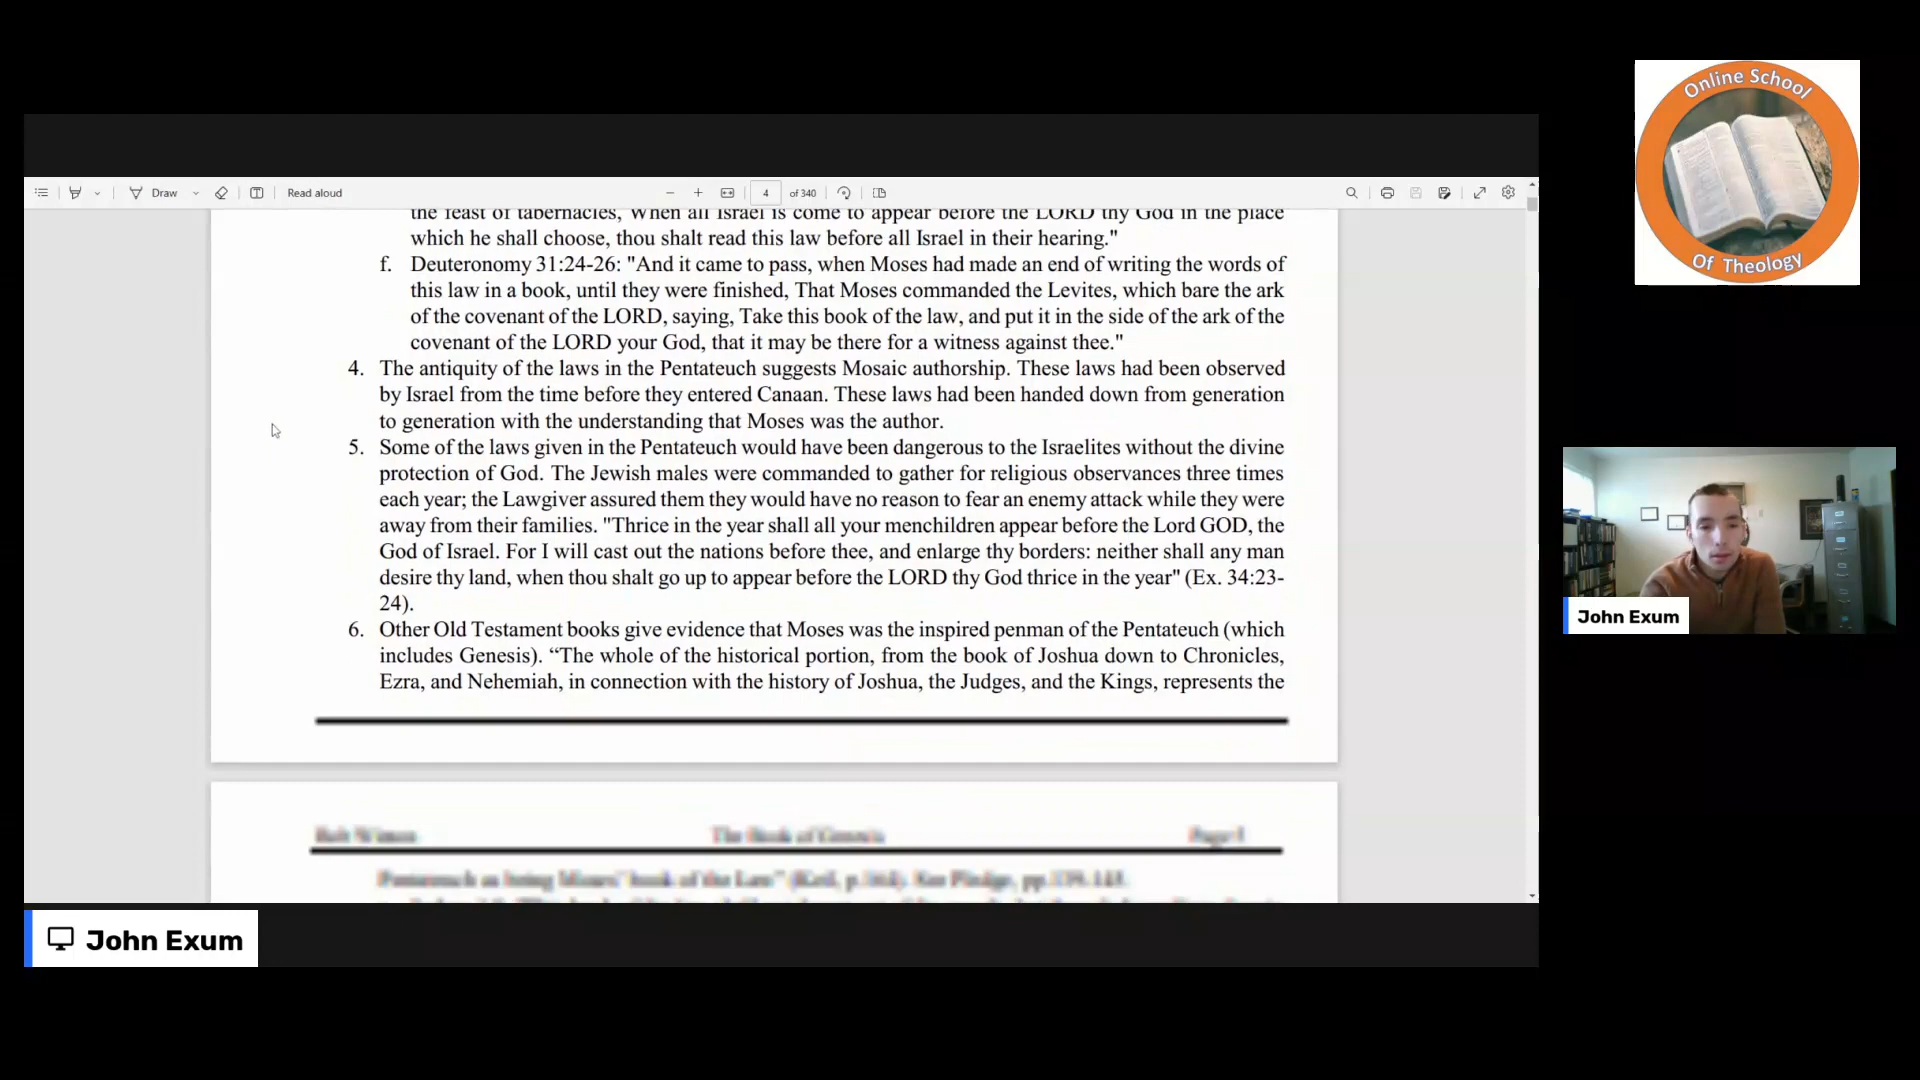 Online School
Of Theology
Draw
Read aloud
4 of 340
the feast of tabernacles, When all Israel is come to appear before the LORD thy God in the place
which he shall choose, thou shalt read this law before all Israel in their hearing."
f. Deuteronomy 31:24-26: "And it came to pass, when Moses had made an end of writing the words of
this law in a book, until they were finished, That Moses commanded the Levites, which bare the ark
of the covenant of the LORD, saying, Take this book of the law, and put it in the side of the ark of the
covenant of the LORD your God, that it may be there for a witness against thee."
4. The antiquity of the laws in the Pentateuch suggests Mosaic authorship. These laws had been observed
by Israel from the time before they entered Canaan. These laws had been handed down from generation
to generation with the understanding that Moses was the author.
5. Some of the laws given in the Pentateuch would have been dangerous to the Israelites without the divine
protection of God. The Jewish males were commanded to gather for religious observances three times
each year; the Lawgiver assured them they would have no reason to fear an enemy attack while they were
away from their families. "Thrice in the year shall all your menchildren appear before the Lord GOD, the
God of Israel. For I will cast out the nations before thee, and enlarge thy borders: neither shall any man
desire thy land, when thou shalt go up to appear before the LORD thy God thrice in the year" (Ex. 34:23-
24).
6. Other Old Testament books give evidence that Moses was the inspired penman of the Pentateuch (which
includes Genesis). “The whole of the historical portion, from the book of Joshua down to Chronicles,
Ezra, and Nehemiah, in connection with the history of Joshua, the Judges, and the Kings, represents the
The Book of Genesis
Pentateuch as being Moses' book of the Law"
John Exum
John Exum